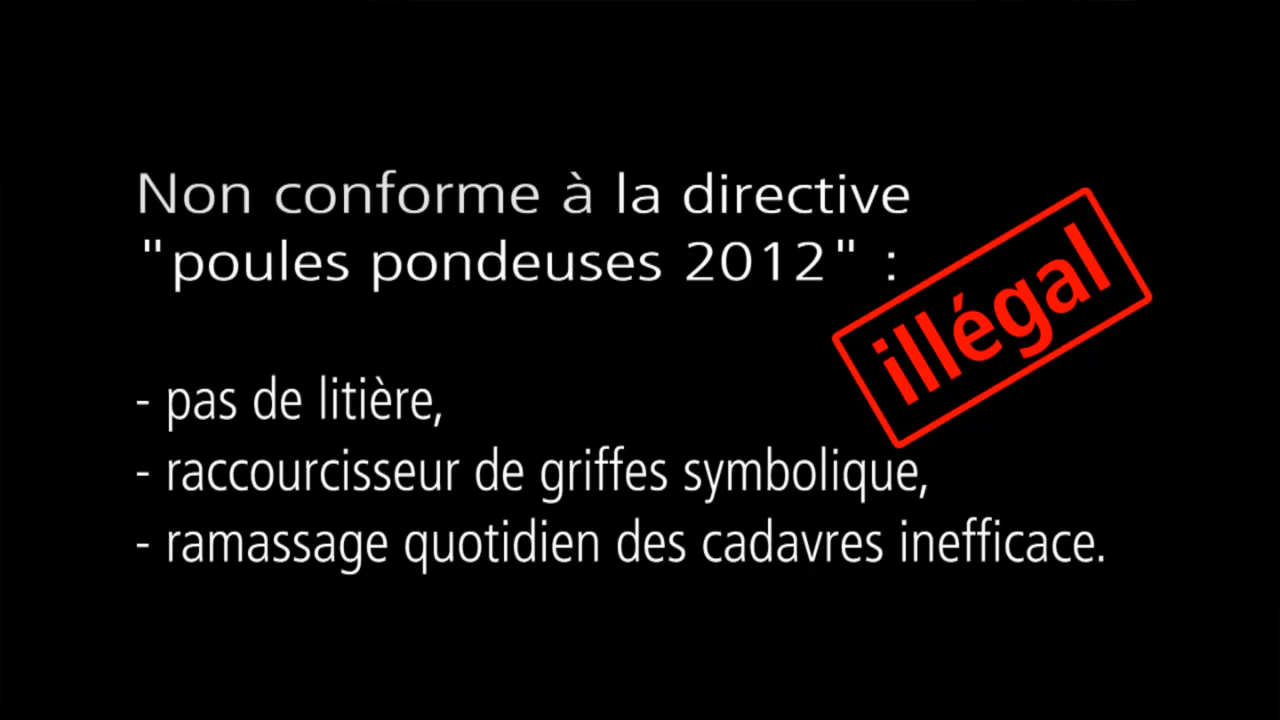 Non conforme à la directive
"poules pondeuses 2012" :
illégal
- pas de litière,
- raccourcisseur de griffes symbolique,
- ramassage quotidien des cadavres inefficace.